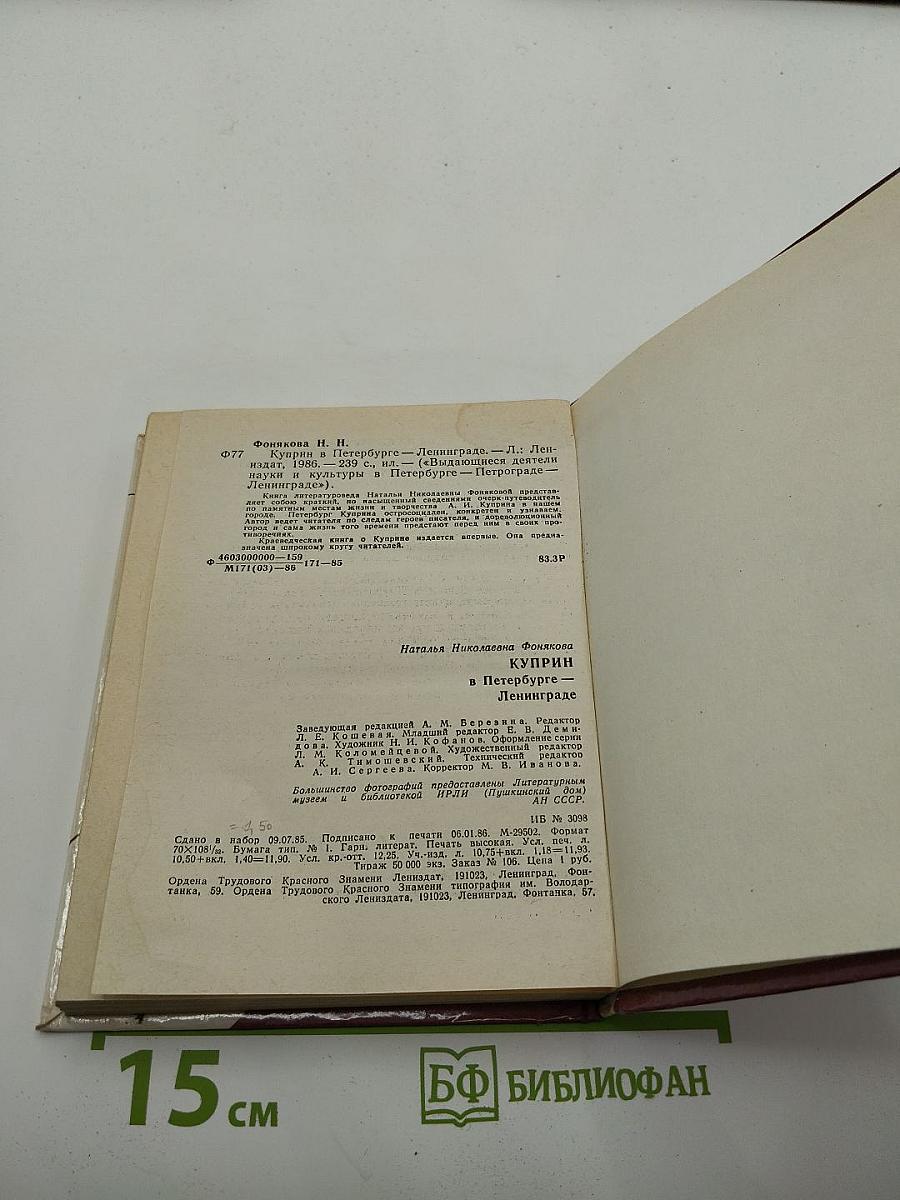 Фонякова Н. Н.
Ф77 Куприн в Петербурге — Ленинграде. — Л.: Лен-
издат, 1986. — 239 с., ил. — («Выдающиеся деятели
науки и культуры в Петербурге — Петрограде —
Ленинграде»).
Книга литературоведа Натальи Николаевны Фоняковой представ-
ляет собою краткий, но насыщенный сведениями очерк-путеводитель
по памятным местам жизни и творчества А. И. Куприна в нашем
городе. Петербург Куприна остросоциален, конкретен и узнаваем.
Автор ведет читателя по следам героев писателя, и дореволюционный
город и сама жизнь того времени предстают перед ним в своих про-
тиворечиях.
Краеведческая книга о Куприне издается впервые. Она предна-
значена широкому кругу читателей.
Ф 4603000000—159 171—85 83.3Р
М171(03)—86
Наталья Николаевна Фонякова
КУПРИН
в Петербурге —
Ленинграде
Заведующая редакцией А. М. Березина. Редактор
Л. Е. Кошевая. Младший редактор Е. В. Деми-
дова. Художник Н. И. Кофанов. Оформление серии
Л. М. Коломейцевой. Художественный редактор
А. К. Тимошевский. Технический редактор
А. И. Сергеева. Корректор М. В. Иванова.
Большинство фотографий предоставлены Литературным
музеем и библиотекой ИРЛИ (Пушкинский дом)
АН СССР.
ИБ № 3098
Сдано в набор 09.07.85. Подписано к печати 06.01.86. М-29502. Формат
70×108¹/₃₂. Бумага тип. № 1. Гарн. литерат. Печать высокая. Усл. печ. л.
10,50+вкл. 1,40=11,90. Усл. кр.-отт. 12,25. Уч.-изд. л. 10,75+вкл. 1,18=11,93.
Тираж 50 000 экз. Заказ № 106. Цена 1 руб.
Ордена Трудового Красного Знамени Лениздат, 191023, Ленинград, Фон-
танка, 59. Ордена Трудового Красного Знамени типография им. Володар-
ского Лениздата, 191023, Ленинград, Фонтанка, 57.
15 см
БФ БИБЛИОФАН